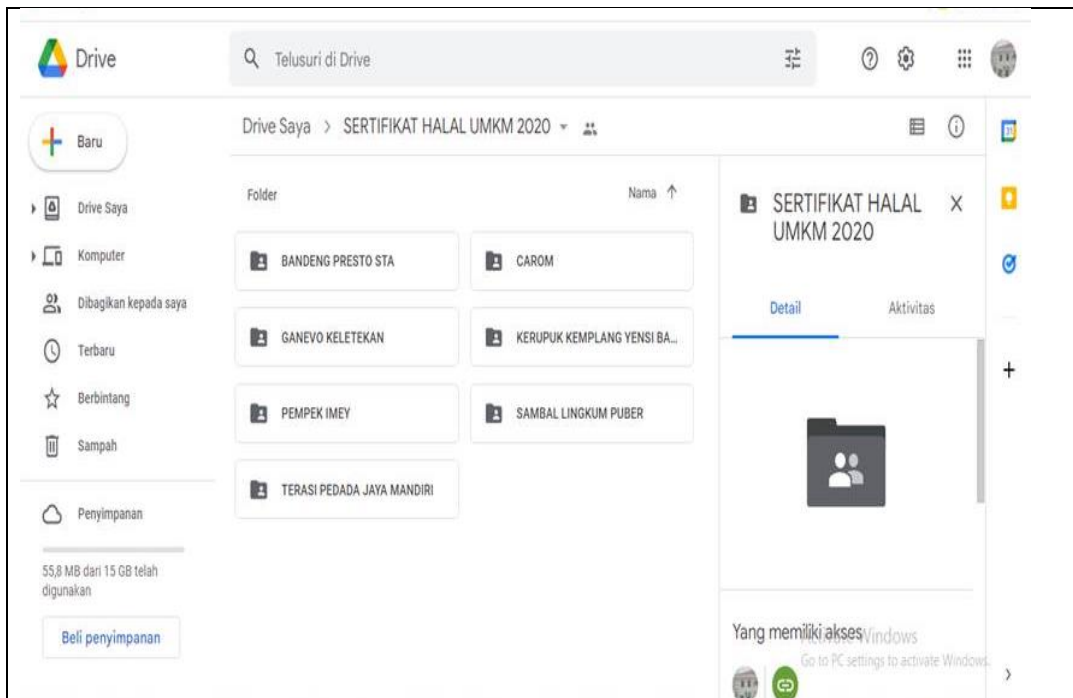 Drive
Telusuri di Drive
Baru
Drive Saya > SERTIFIKAT HALAL UMKM 2020
Drive Saya
Komputer
Dibagikan kepada saya
Terbaru
Berbintang
Sampah
Penyimpanan
55,8 MB dari 15 GB telah
digunakan
Beli penyimpanan
Folder
Nama
BANDENG PRESTO STA
CAROM
GANEVO KELETEKAN
KERUPUK KEMPLANG YENSI BA...
PEMPEK IMEY
SAMBAL LINGKUM PUBER
TERASI PEDADA JAYA MANDIRI
SERTIFIKAT HALAL
UMKM 2020
Detail
Aktivitas
Yang memiliki akses
Activate Windows
Go to PC settings to activate Windows.